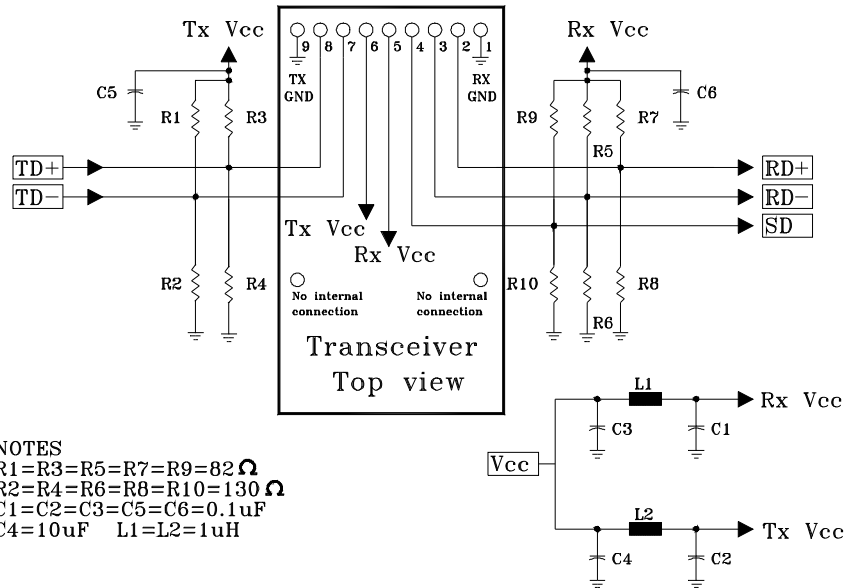 Tx Vcc
Rx Vcc
9 8 7 6 5 4 3 2 1
TX
GND
RX
GND
C5
R1
R3
R9
R5
R7
C6
TD+
TD-
RD+
RD-
SD
Tx Vcc
Rx Vcc
R2
R4
R10
R8
R6
No internal
connection
No internal
connection
Transceiver
Top view
L1
Rx Vcc
C3
C1
Vcc
L2
Tx Vcc
C4
C2
NOTES
R1=R3=R5=R7=R9=82Ω
R2=R4=R6=R8=R10=130Ω
C1=C2=C3=C5=C6=0.1uF
C4=10uF L1=L2=1uH